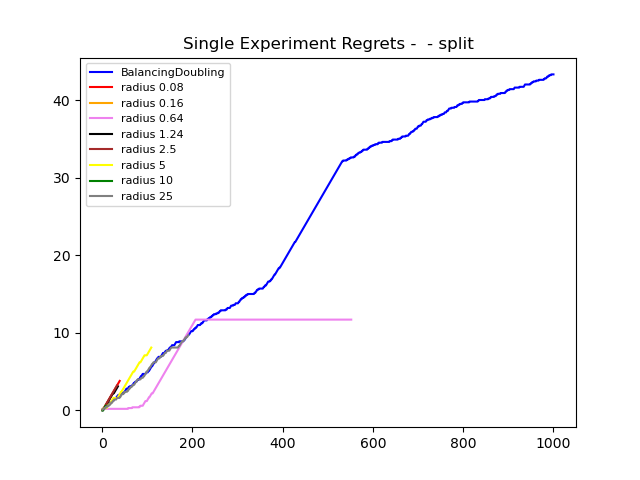 Single Experiment Regrets -  - split
BalancingDoubling
radius 0.08
radius 0.16
radius 0.64
radius 1.24
radius 2.5
radius 5
radius 10
radius 25
40
30
20
10
0
0 200 400 600 800 1000